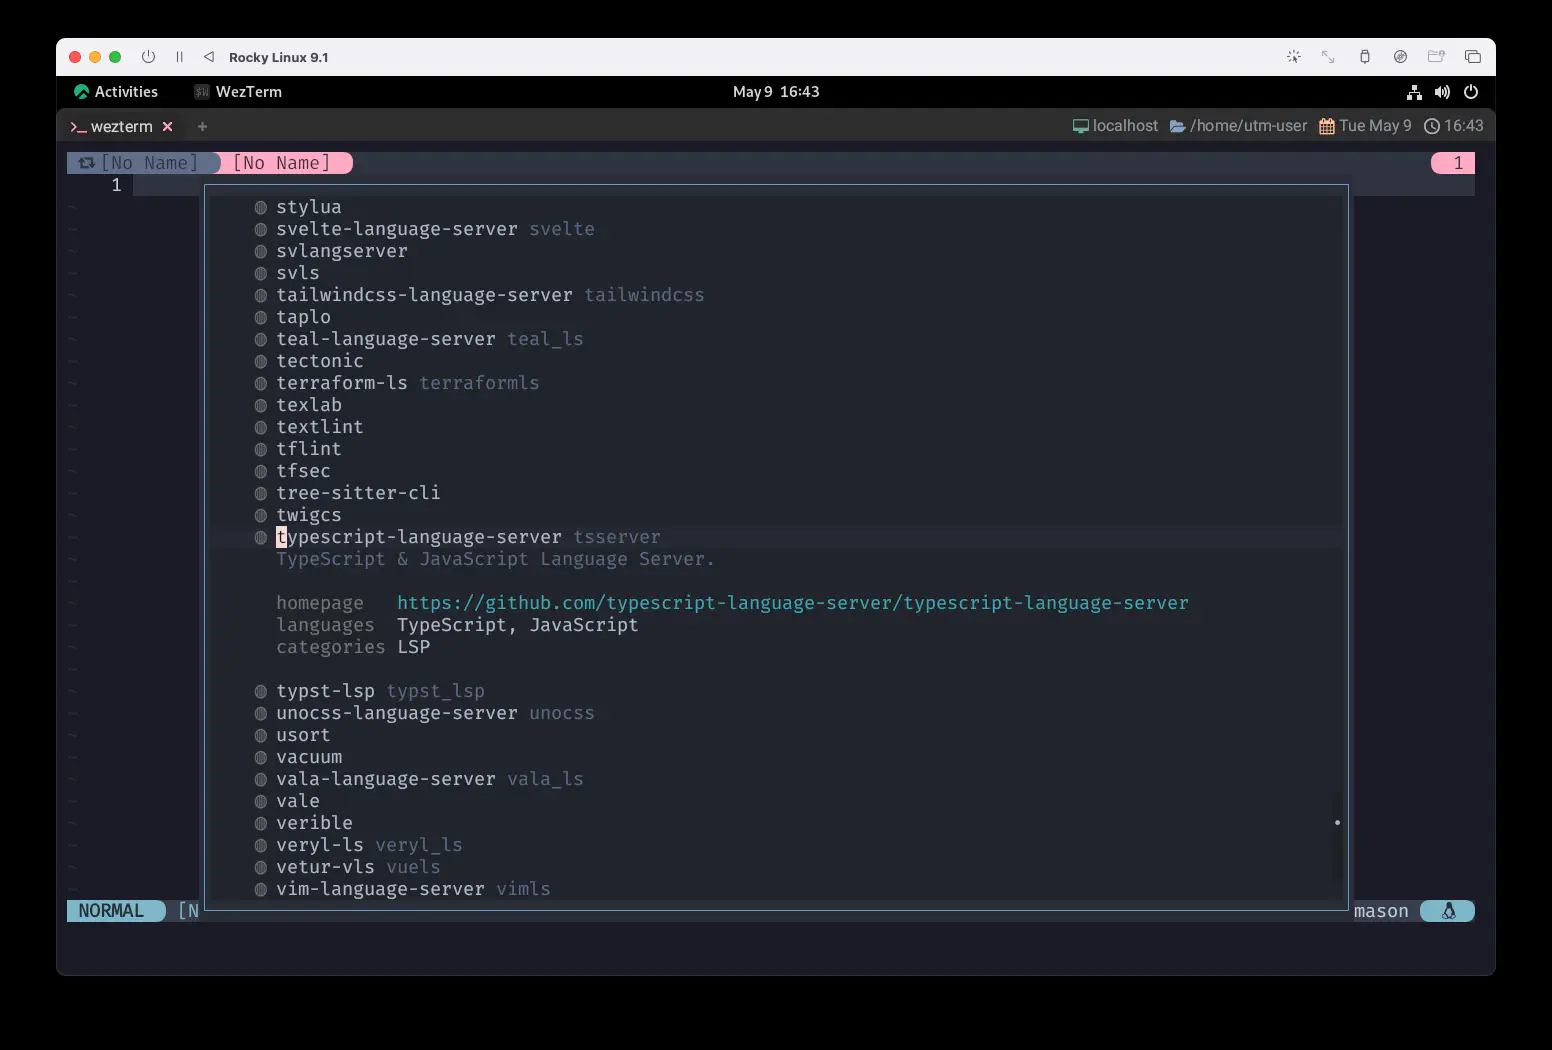 Rocky Linux 9.1
Activities WezTerm May 9 16:43
wezterm × + localhost /home/utm-user Tue May 9 16:43
[No Name] [No Name] 1
1
stylua
svelte-language-server svelte
svlangserver
svls
tailwindcss-language-server tailwindcss
taplo
teal-language-server teal_ls
tectonic
terraform-ls terraformls
texlab
textlint
tflint
tfsec
tree-sitter-cli
twigcs
typescript-language-server tsserver
TypeScript & JavaScript Language Server.
homepage https://github.com/typescript-language-server/typescript-language-server
languages TypeScript, JavaScript
categories LSP
typst-lsp typst_lsp
unocss-language-server unocss
usort
vacuum
vala-language-server vala_ls
vale
verible
veryl-ls veryl_ls
vetur-vls vuels
vim-language-server vimls
NORMAL [N mason